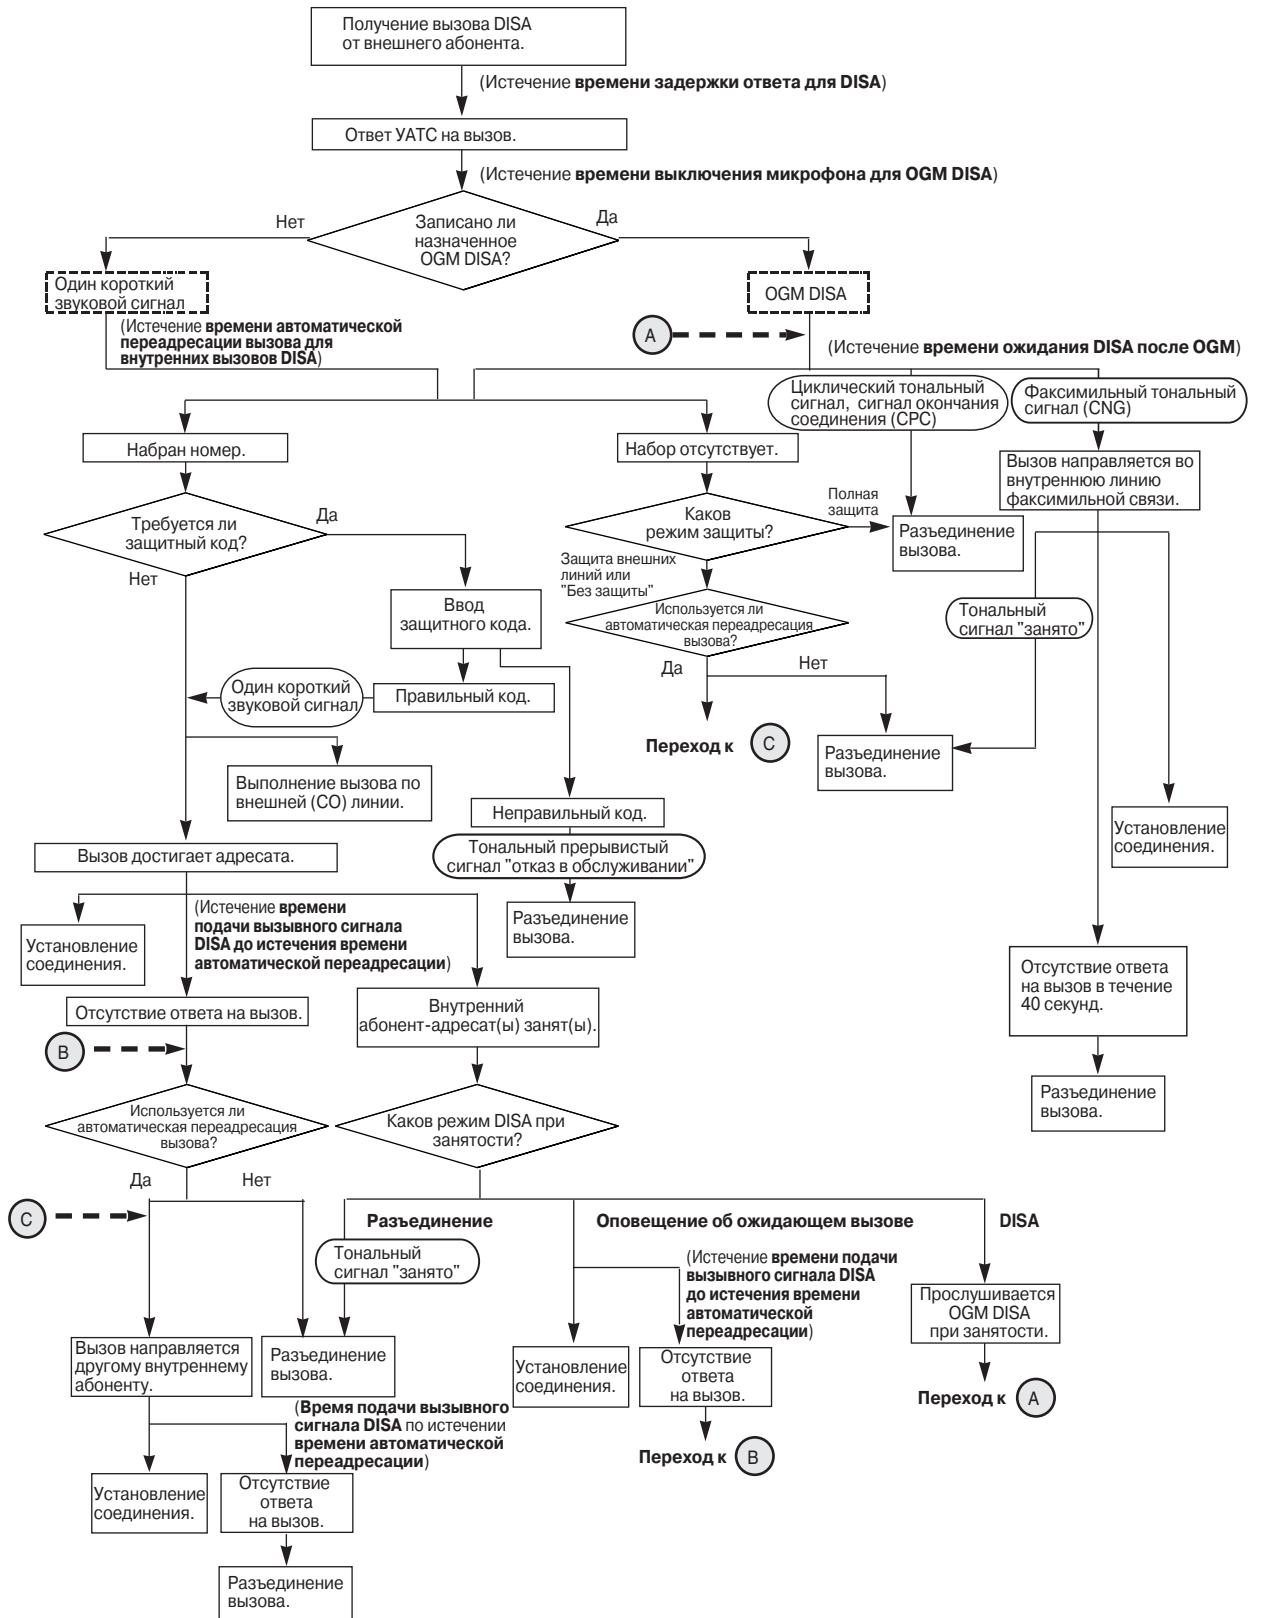 Получение вызова DISA
от внешнего абонента.
(Истечение времени задержки ответа для DISA)
Ответ УАТС на вызов.
(Истечение времени выключения микрофона для OGM DISA)
Нет
Да
Записано ли
назначенное
OGM DISA?
Один короткий
звуковой сигнал
OGM DISA
(Истечение времени автоматической
переадресации вызова для
внутренних вызовов DISA)
A
(Истечение времени ожидания DISA после OGM)
Циклический тональный
сигнал, сигнал окончания
соединения (CPC)
Факсимильный тональный
сигнал (CNG)
Набран номер.
Набор отсутствует.
Вызов направляется во
внутреннюю линию
факсимильной связи.
Требуется ли
защитный код?
Да
Нет
Каков
режим защиты?
Полная
защита
Разъединение
вызова.
Защита внешних
линий или
"Без защиты"
Ввод
защитного кода.
Используется ли
автоматическая переадресация
вызова?
Тональный
сигнал "занято"
Да
Нет
Один короткий
звуковой сигнал
Правильный код.
Переход к
C
Разъединение
вызова.
Выполнение вызова по
внешней (CO) линии.
Неправильный код.
Установление
соединения.
Вызов достигает адресата.
Тональный прерывистый
сигнал "отказ в обслуживании"
(Истечение времени
подачи вызывного сигнала
DISA до истечения времени
автоматической переадресации)
Разъединение
вызова.
Установление
соединения.
Отсутствие ответа
на вызов в течение
40 секунд.
Отсутствие ответа на вызов.
Внутренний
абонент-адресат(ы) занят(ы).
B
Разъединение
вызова.
Используется ли
автоматическая переадресация
вызова?
Каков режим DISA при
занятости?
Да
Нет
C
Разъединение
Оповещение об ожидающем вызове
DISA
Тональный
сигнал "занято"
(Истечение времени подачи
вызывного сигнала DISA
до истечения времени
автоматической
переадресации)
Прослушивается
OGM DISA
при занятости.
Вызов направляется
другому внутреннему
абоненту.
Разъединение
вызова.
Установление
соединения.
Отсутствие
ответа
на вызов.
Переход к
A
(Время подачи вызывного
сигнала DISA по истечении
времени автоматической
переадресации)
Переход к
B
Установление
соединения.
Отсутствие
ответа
на вызов.
Разъединение
вызова.